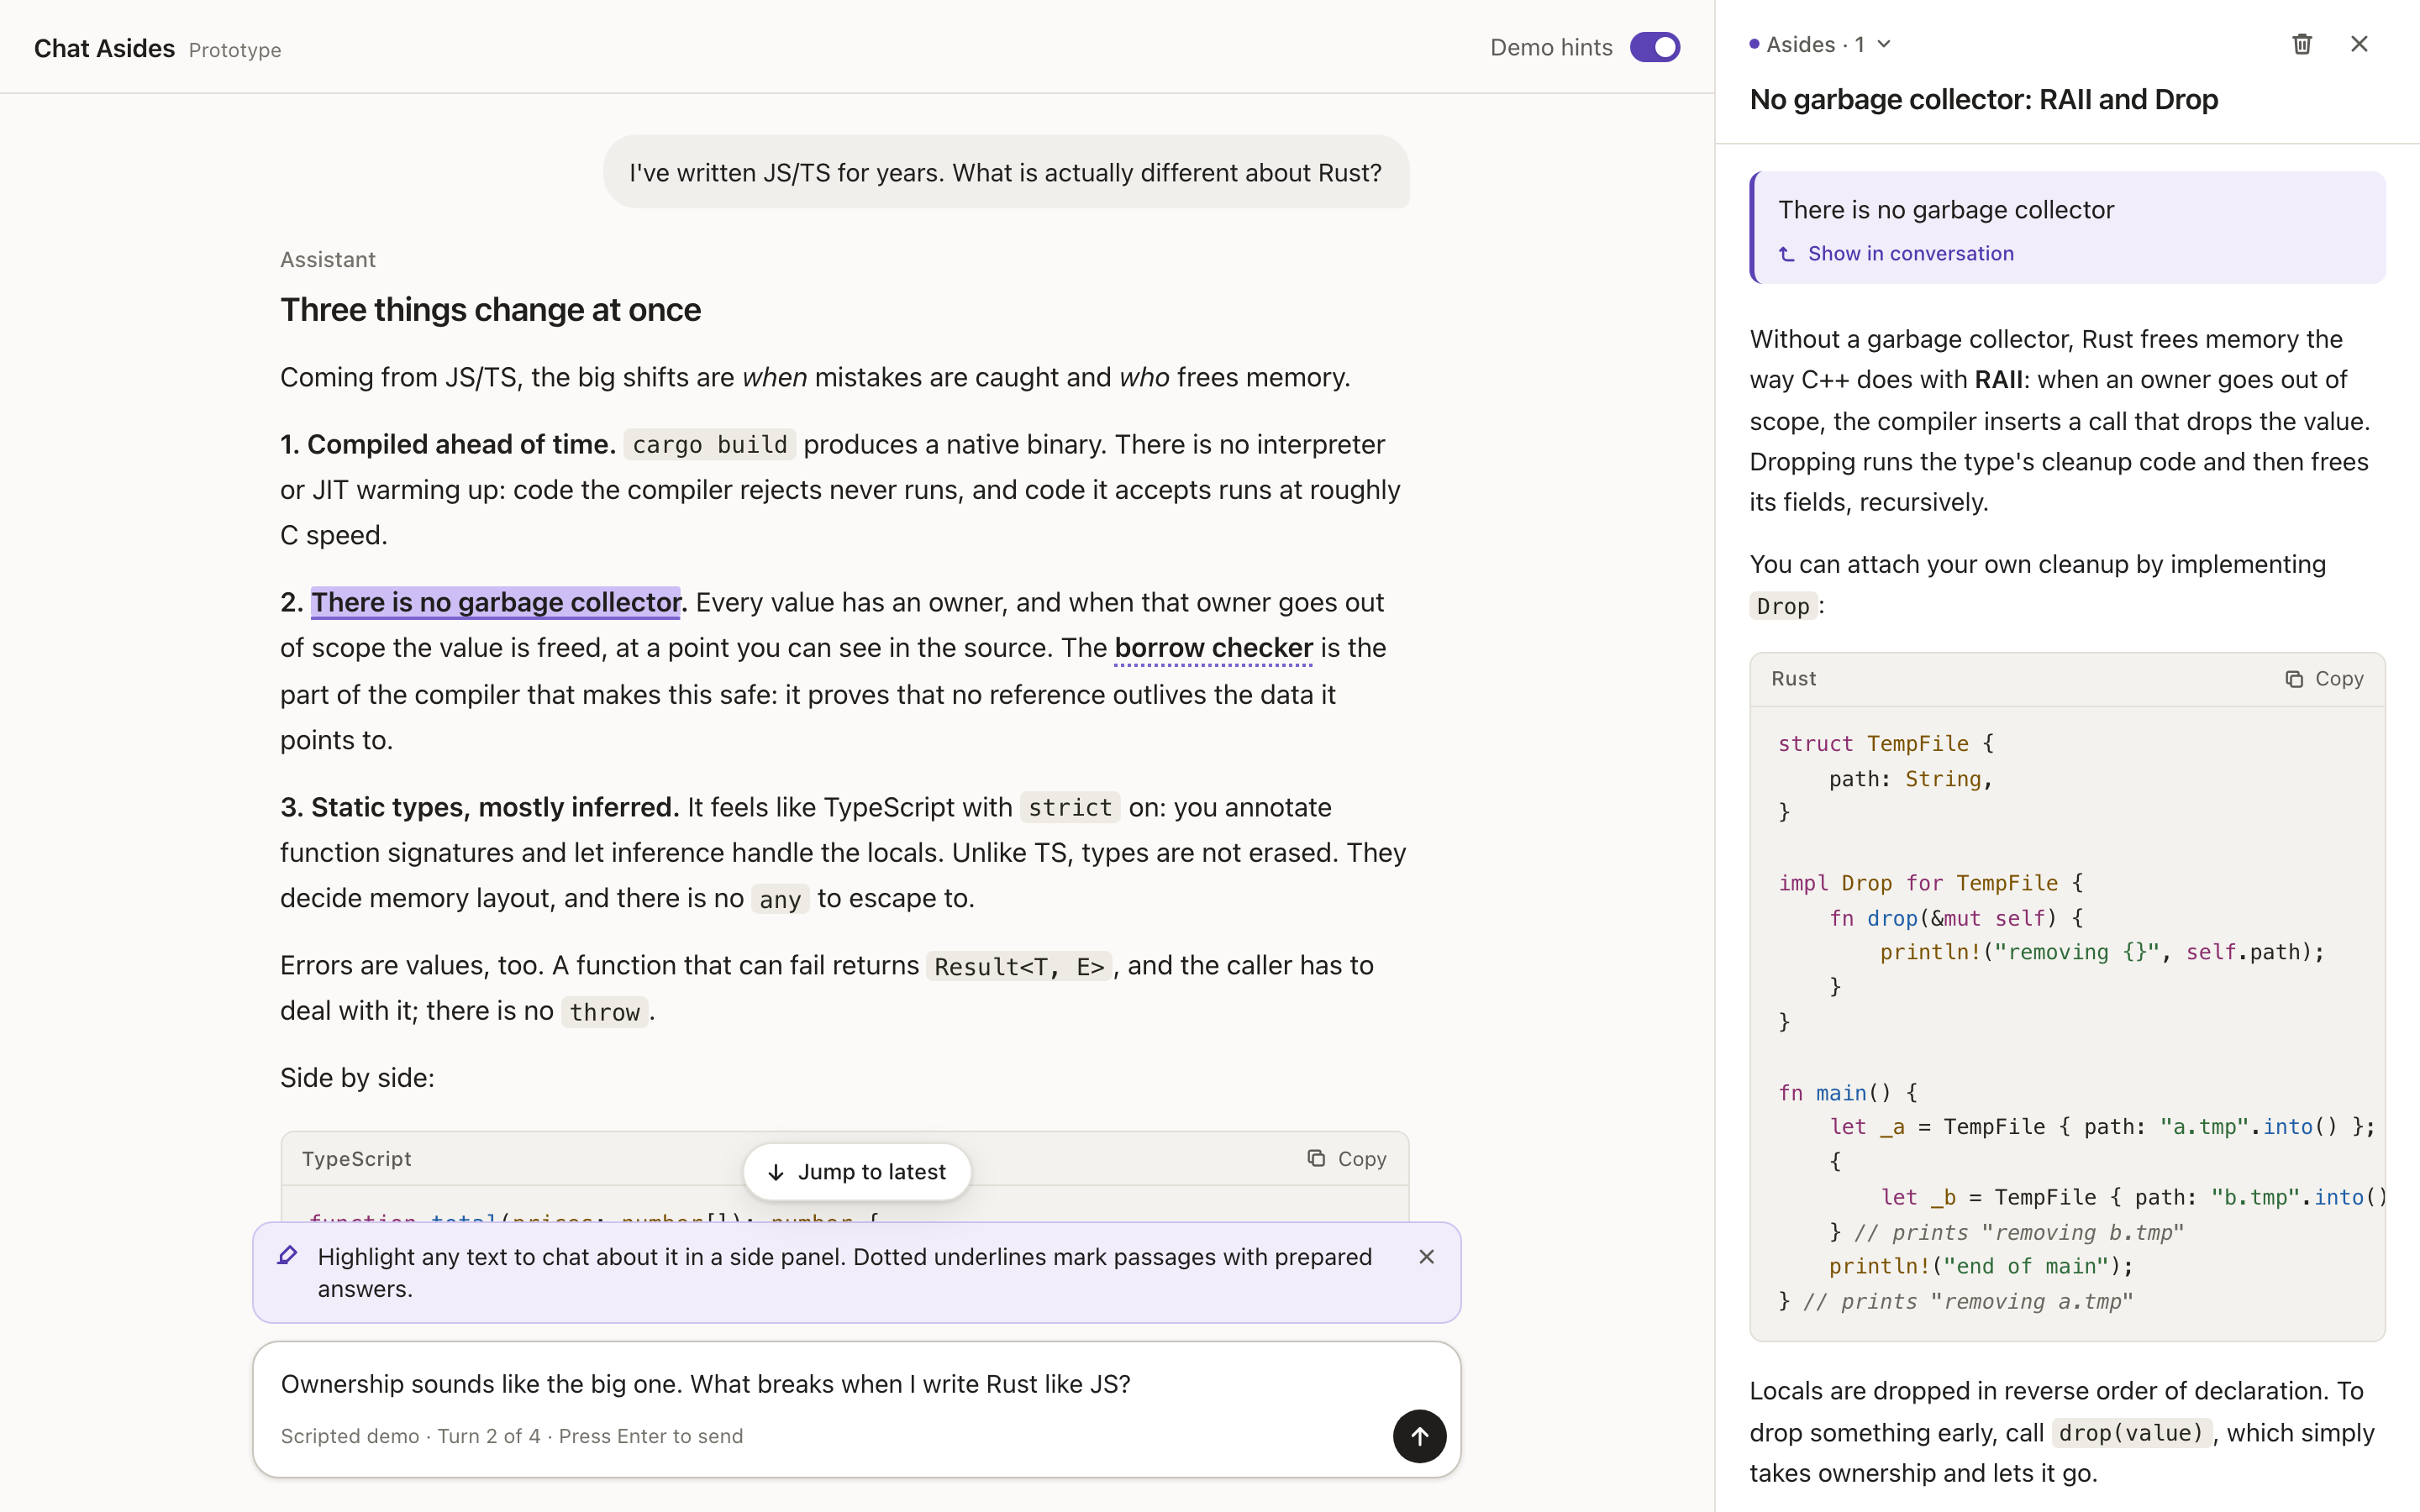 Chat Asides Prototype
Demo hints
I've written JS/TS for years. What is actually different about Rust?
Assistant
Three things change at once
Coming from JS/TS, the big shifts are when mistakes are caught and who frees memory.
1. Compiled ahead of time. cargo build produces a native binary. There is no interpreter
or JIT warming up: code the compiler rejects never runs, and code it accepts runs at roughly
C speed.
2. There is no garbage collector. Every value has an owner, and when that owner goes out
of scope the value is freed, at a point you can see in the source. The borrow checker is the
part of the compiler that makes this safe: it proves that no reference outlives the data it
points to.
3. Static types, mostly inferred. It feels like TypeScript with strict on: you annotate
function signatures and let inference handle the locals. Unlike TS, types are not erased. They
decide memory layout, and there is no any to escape to.
Errors are values, too. A function that can fail returns Result<T, E>, and the caller has to
deal with it; there is no throw.
Side by side:
TypeScript
Copy
Jump to latest
function total(prices: number[]): number {
Highlight any text to chat about it in a side panel. Dotted underlines mark passages with prepared
answers.
Ownership sounds like the big one. What breaks when I write Rust like JS?
Scripted demo · Turn 2 of 4 · Press Enter to send
Asides · 1
No garbage collector: RAII and Drop
There is no garbage collector
Show in conversation
Without a garbage collector, Rust frees memory the
way C++ does with RAII: when an owner goes out of
scope, the compiler inserts a call that drops the value.
Dropping runs the type's cleanup code and then frees
its fields, recursively.
You can attach your own cleanup by implementing
Drop:
Rust
Copy
struct TempFile {
    path: String,
}
impl Drop for TempFile {
    fn drop(&mut self) {
        println!("removing {}", self.path);
    }
}
fn main() {
    let _a = TempFile { path: "a.tmp".into() };
    {
        let _b = TempFile { path: "b.tmp".into()
    } // prints "removing b.tmp"
    println!("end of main");
} // prints "removing a.tmp"
Locals are dropped in reverse order of declaration. To
drop something early, call drop(value), which simply
takes ownership and lets it go.